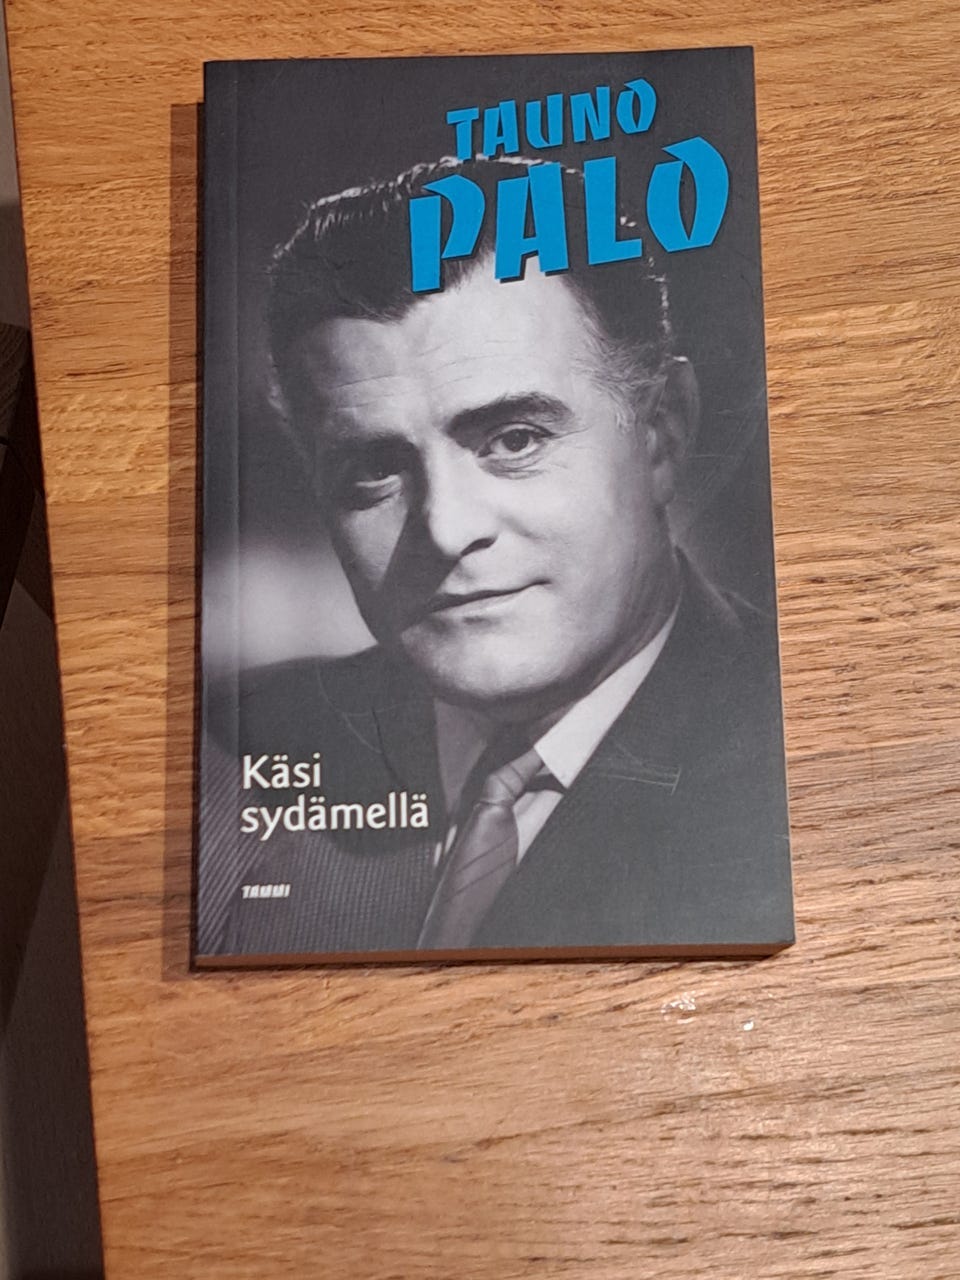 TAUNO
PALO
Käsi
sydämellä
TAMMI